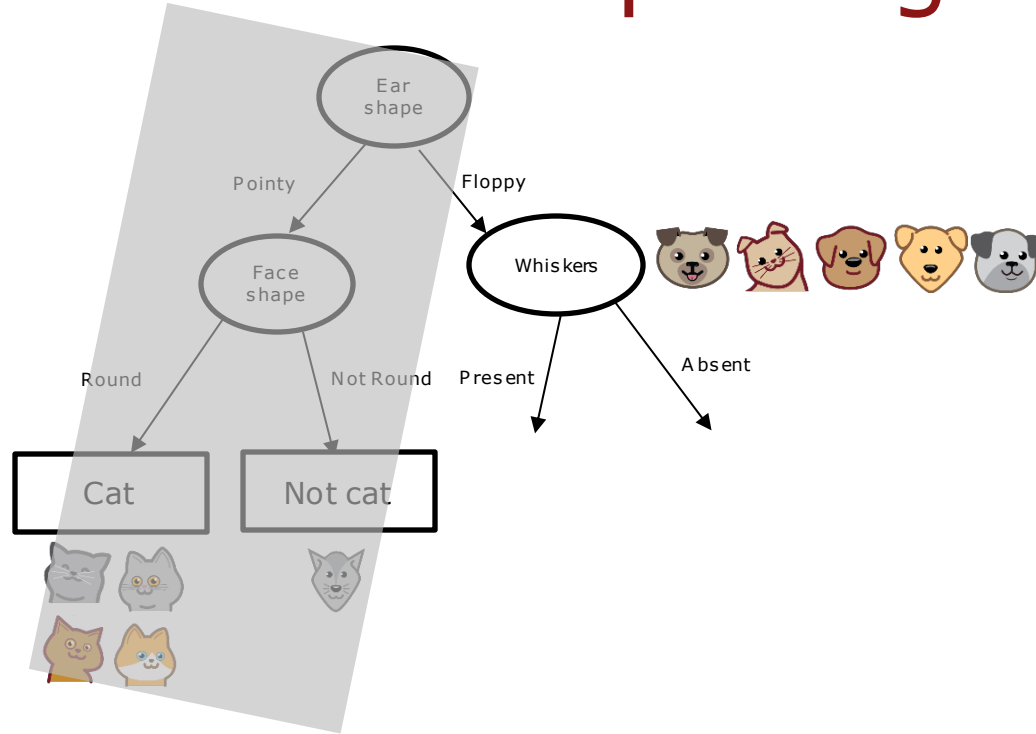 Ear
shape
Pointy
Floppy
Face
shape
Whiskers
Round
Not Round
Present
Absent
Cat
Not cat